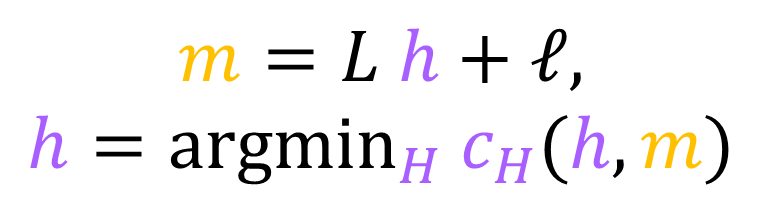 m = L h + ℓ,
h = argmin_H c_H(h, m)